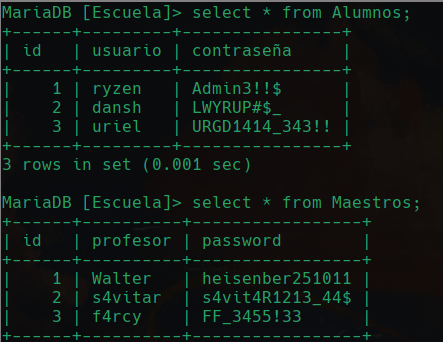 MariaDB [Escuela]> select * from Alumnos;
+------+----------+----------------+
| id   | usuario  | contraseña     |
+------+----------+----------------+
|    1 | ryzen    | Admin3!!$      |
|    2 | dansh    | LWYRUP#$_      |
|    3 | uriel    | URGD1414_343!! |
+------+----------+----------------+
3 rows in set (0.001 sec)
MariaDB [Escuela]> select * from Maestros;
+------+----------+-----------------+
| id   | profesor | password        |
+------+----------+-----------------+
|    1 | Walter   | heisenber251011 |
|    2 | s4vitar  | s4vit4R1213_44$ |
|    3 | f4rcy    | FF_3455!33      |
+------+----------+-----------------+